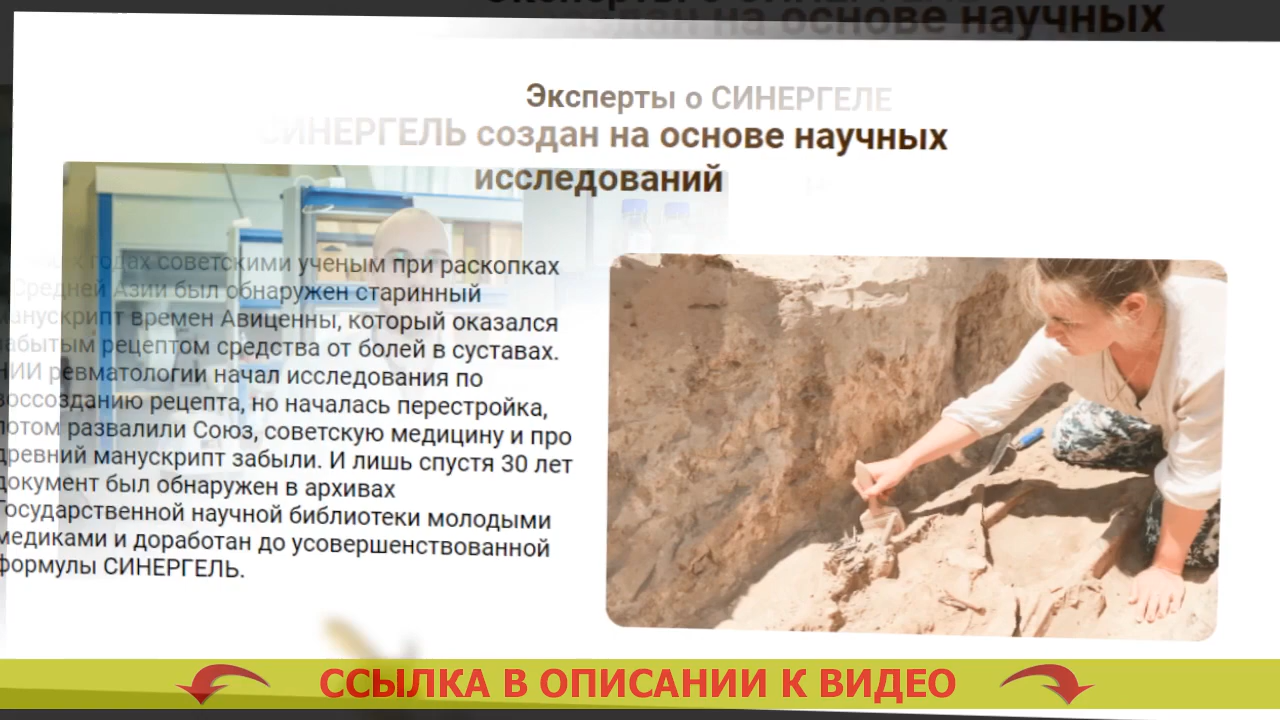 научных
Эксперты о СИНЕРГЕЛЕ
СИНЕРГЕЛЬ создан на основе научных
исследований
годах советскими ученым при раскопках
Средней Азии был обнаружен старинный
манускрипт времен Авиценны, который оказался
забытым рецептом средства от болей в суставах.
НИИ ревматологии начал исследования по
воссозданию рецепта, но началась перестройка,
потом развалили Союз, советскую медицину и про
древний манускрипт забыли. И лишь спустя 30 лет
документ был обнаружен в архивах
Государственной научной библиотеки молодыми
медиками и доработан до усовершенствованной
формулы СИНЕРГЕЛЬ.
ССЫЛКА В ОПИСАНИИ К ВИДЕО